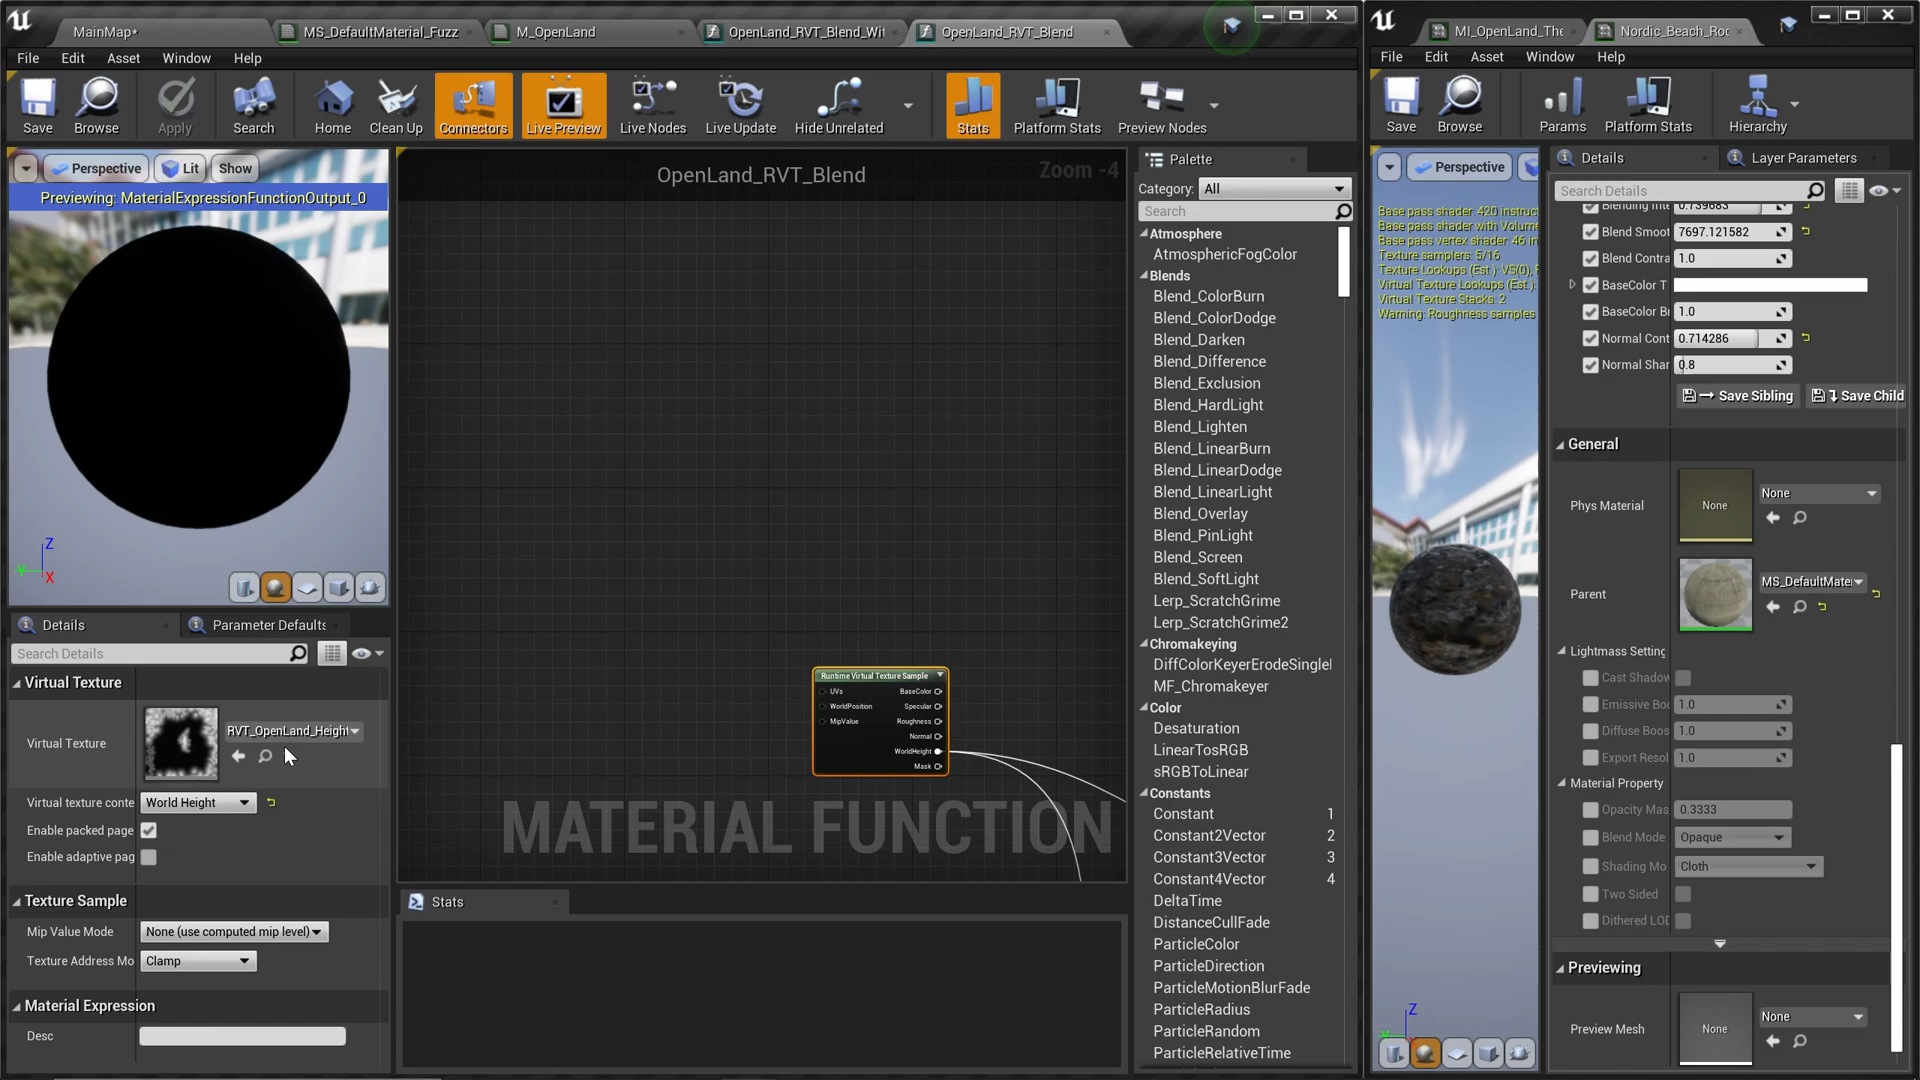 MainMap*
MS_DefaultMaterial_Fuzz
M_OpenLand
OpenLand_RVT_Blend_Wit
OpenLand_RVT_Blend
File Edit Asset Window Help
Save Browse Apply Search Home Clean Up Connectors Live Preview Live Nodes Live Update Hide Unrelated Stats Platform Stats Preview Nodes
Perspective Lit Show
Previewing: MaterialExpressionFunctionOutput_0
Z
Y
X
Details Parameter Defaults
Search Details
Virtual Texture
Virtual Texture
RVT_OpenLand_Height
Virtual texture conte World Height
Enable packed page
Enable adaptive pag
Texture Sample
Mip Value Mode None (use computed mip level)
Texture Address Mo Clamp
Material Expression
Desc
OpenLand_RVT_Blend
Zoom -4
Runtime Virtual Texture Sample
UVs BaseColor
WorldPosition Specular
MipValue Roughness
Normal
WorldHeight
Mask
MATERIAL FUNCTION
Stats
Palette
Category: All
Search
Atmosphere
AtmosphericFogColor
Blends
Blend_ColorBurn
Blend_ColorDodge
Blend_Darken
Blend_Difference
Blend_Exclusion
Blend_HardLight
Blend_Lighten
Blend_LinearBurn
Blend_LinearDodge
Blend_LinearLight
Blend_Overlay
Blend_PinLight
Blend_Screen
Blend_SoftLight
Lerp_ScratchGrime
Lerp_ScratchGrime2
Chromakeying
DiffColorKeyerErodeSingle
MF_Chromakeyer
Color
Desaturation
LinearTosRGB
sRGBToLinear
Constants
Constant 1
Constant2Vector 2
Constant3Vector 3
Constant4Vector 4
DeltaTime
DistanceCullFade
ParticleColor
ParticleDirection
ParticleMotionBlurFade
ParticleRadius
ParticleRandom
ParticleRelativeTime
MI_OpenLand_The
Nordic_Beach_Roc
File Edit Asset Window Help
Save Browse Params Platform Stats Hierarchy
Perspective
Base pass shader: 420 instruct
Base pass shader with Volume
Base pass vertex shader: 46 in
Texture samplers: 5/16
Texture Lookups (Est.): VS(0),
Virtual Texture Lookups (Est.):
Virtual Texture Stacks: 2
Warning: Roughness samples
Z
Details Layer Parameters
Search Details
Blending Inte 0.739683
Blend Smoot 7697.121582
Blend Contra 1.0
BaseColor T
BaseColor Br 1.0
Normal Cont 0.714286
Normal Shar 0.8
Save Sibling Save Child
General
Phys Material
None
None
Parent
MS_DefaultMate
Lightmass Setting
Cast Shadow
Emissive Boo 1.0
Diffuse Boos 1.0
Export Resol 1.0
Material Property
Opacity Mas 0.3333
Blend Mode Opaque
Shading Mo Cloth
Two Sided
Dithered LOD
Previewing
Preview Mesh
None
None